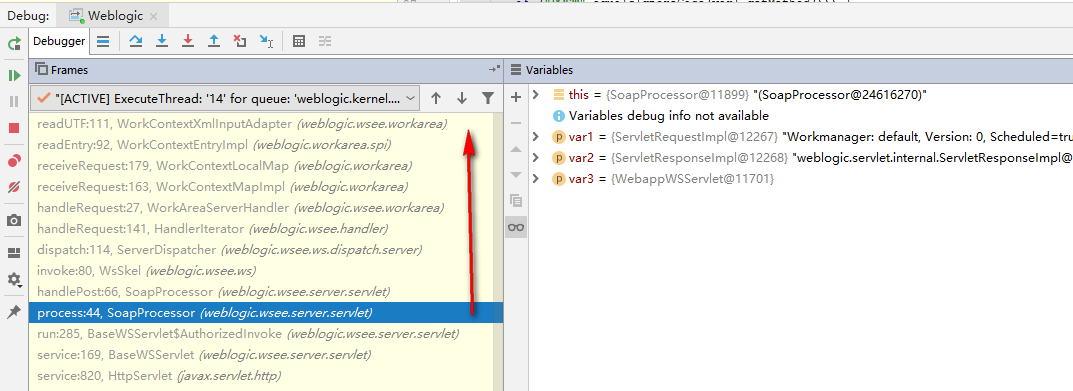 Debug:
Weblogic
Debugger
Frames
Variables
"[ACTIVE] ExecuteThread: '14' for queue: 'weblogic.kernel....
readUTF:111, WorkContextXmlInputAdapter (weblogic.wsee.workarea)
readEntry:92, WorkContextEntryImpl (weblogic.workarea.spi)
receiveRequest:179, WorkContextLocalMap (weblogic.workarea)
receiveRequest:163, WorkContextMapImpl (weblogic.workarea)
handleRequest:27, WorkAreaServerHandler (weblogic.wsee.workarea)
handleRequest:141, HandlerIterator (weblogic.wsee.handler)
dispatch:114, ServerDispatcher (weblogic.wsee.ws.dispatch.server)
invoke:80, WsSkel (weblogic.wsee.ws)
handlePost:66, SoapProcessor (weblogic.wsee.server.servlet)
process:44, SoapProcessor (weblogic.wsee.server.servlet)
run:285, BaseWSServlet$AuthorizedInvoke (weblogic.wsee.server.servlet)
service:169, BaseWSServlet (weblogic.wsee.server.servlet)
service:820, HttpServlet (javax.servlet.http)
this = {SoapProcessor@11899} "(SoapProcessor@24616270)"
Variables debug info not available
var1 = {ServletRequestImpl@12267} "Workmanager: default, Version: 0, Scheduled=tru
var2 = {ServletResponseImpl@12268} "weblogic.servlet.internal.ServletResponseImpl@
var3 = {WebappWSServlet@11701}